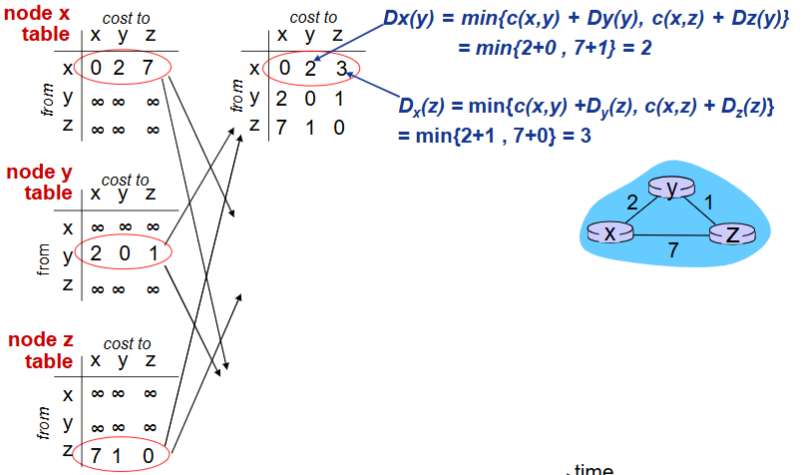 node x table
cost to
x y z
from
x 0 2 7
y ∞ ∞ ∞
z ∞ ∞ ∞
cost to
x y z
from
x 0 2 3
y 2 0 1
z 7 1 0
Dx(y) = min{c(x,y) + Dy(y), c(x,z) + Dz(y)}
= min{2+0 , 7+1} = 2
Dx(z) = min{c(x,y) +Dy(z), c(x,z) + Dz(z)}
= min{2+1 , 7+0} = 3
node y table
cost to
x y z
from
x ∞ ∞ ∞
y 2 0 1
z ∞ ∞ ∞
y
2 1
x z
7
node z table
cost to
x y z
from
x ∞ ∞ ∞
y ∞ ∞ ∞
z 7 1 0
time